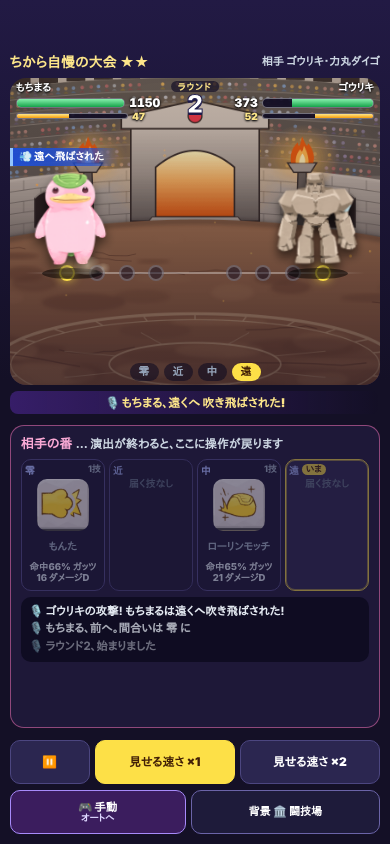 ちから自慢の大会 ★★
相手 ゴウリキ・力丸ダイゴ
もちまる
ラウンド
ゴウリキ
1150
2
373
47
52
💨 遠へ飛ばされた
零 近 中 遠
🎙️ もちまる、遠くへ 吹き飛ばされた!
相手の番 … 演出が終わると、ここに操作が戻ります
零 1技
もんた
命中66% ガッツ
16 ダメージD
近
届く技なし
中 1技
ローリンモッチ
命中65% ガッツ
21 ダメージD
遠 いま
届く技なし
🎙️ ゴウリキの攻撃! もちまるは遠くへ吹き飛ばされた!
🎙️ もちまる、前へ。間合いは 零 に
🎙️ ラウンド2、始まりました
⏸️
見せる速さ ×1
見せる速さ ×2
🎮 手動
オートへ
背景 🏛️ 闘技場